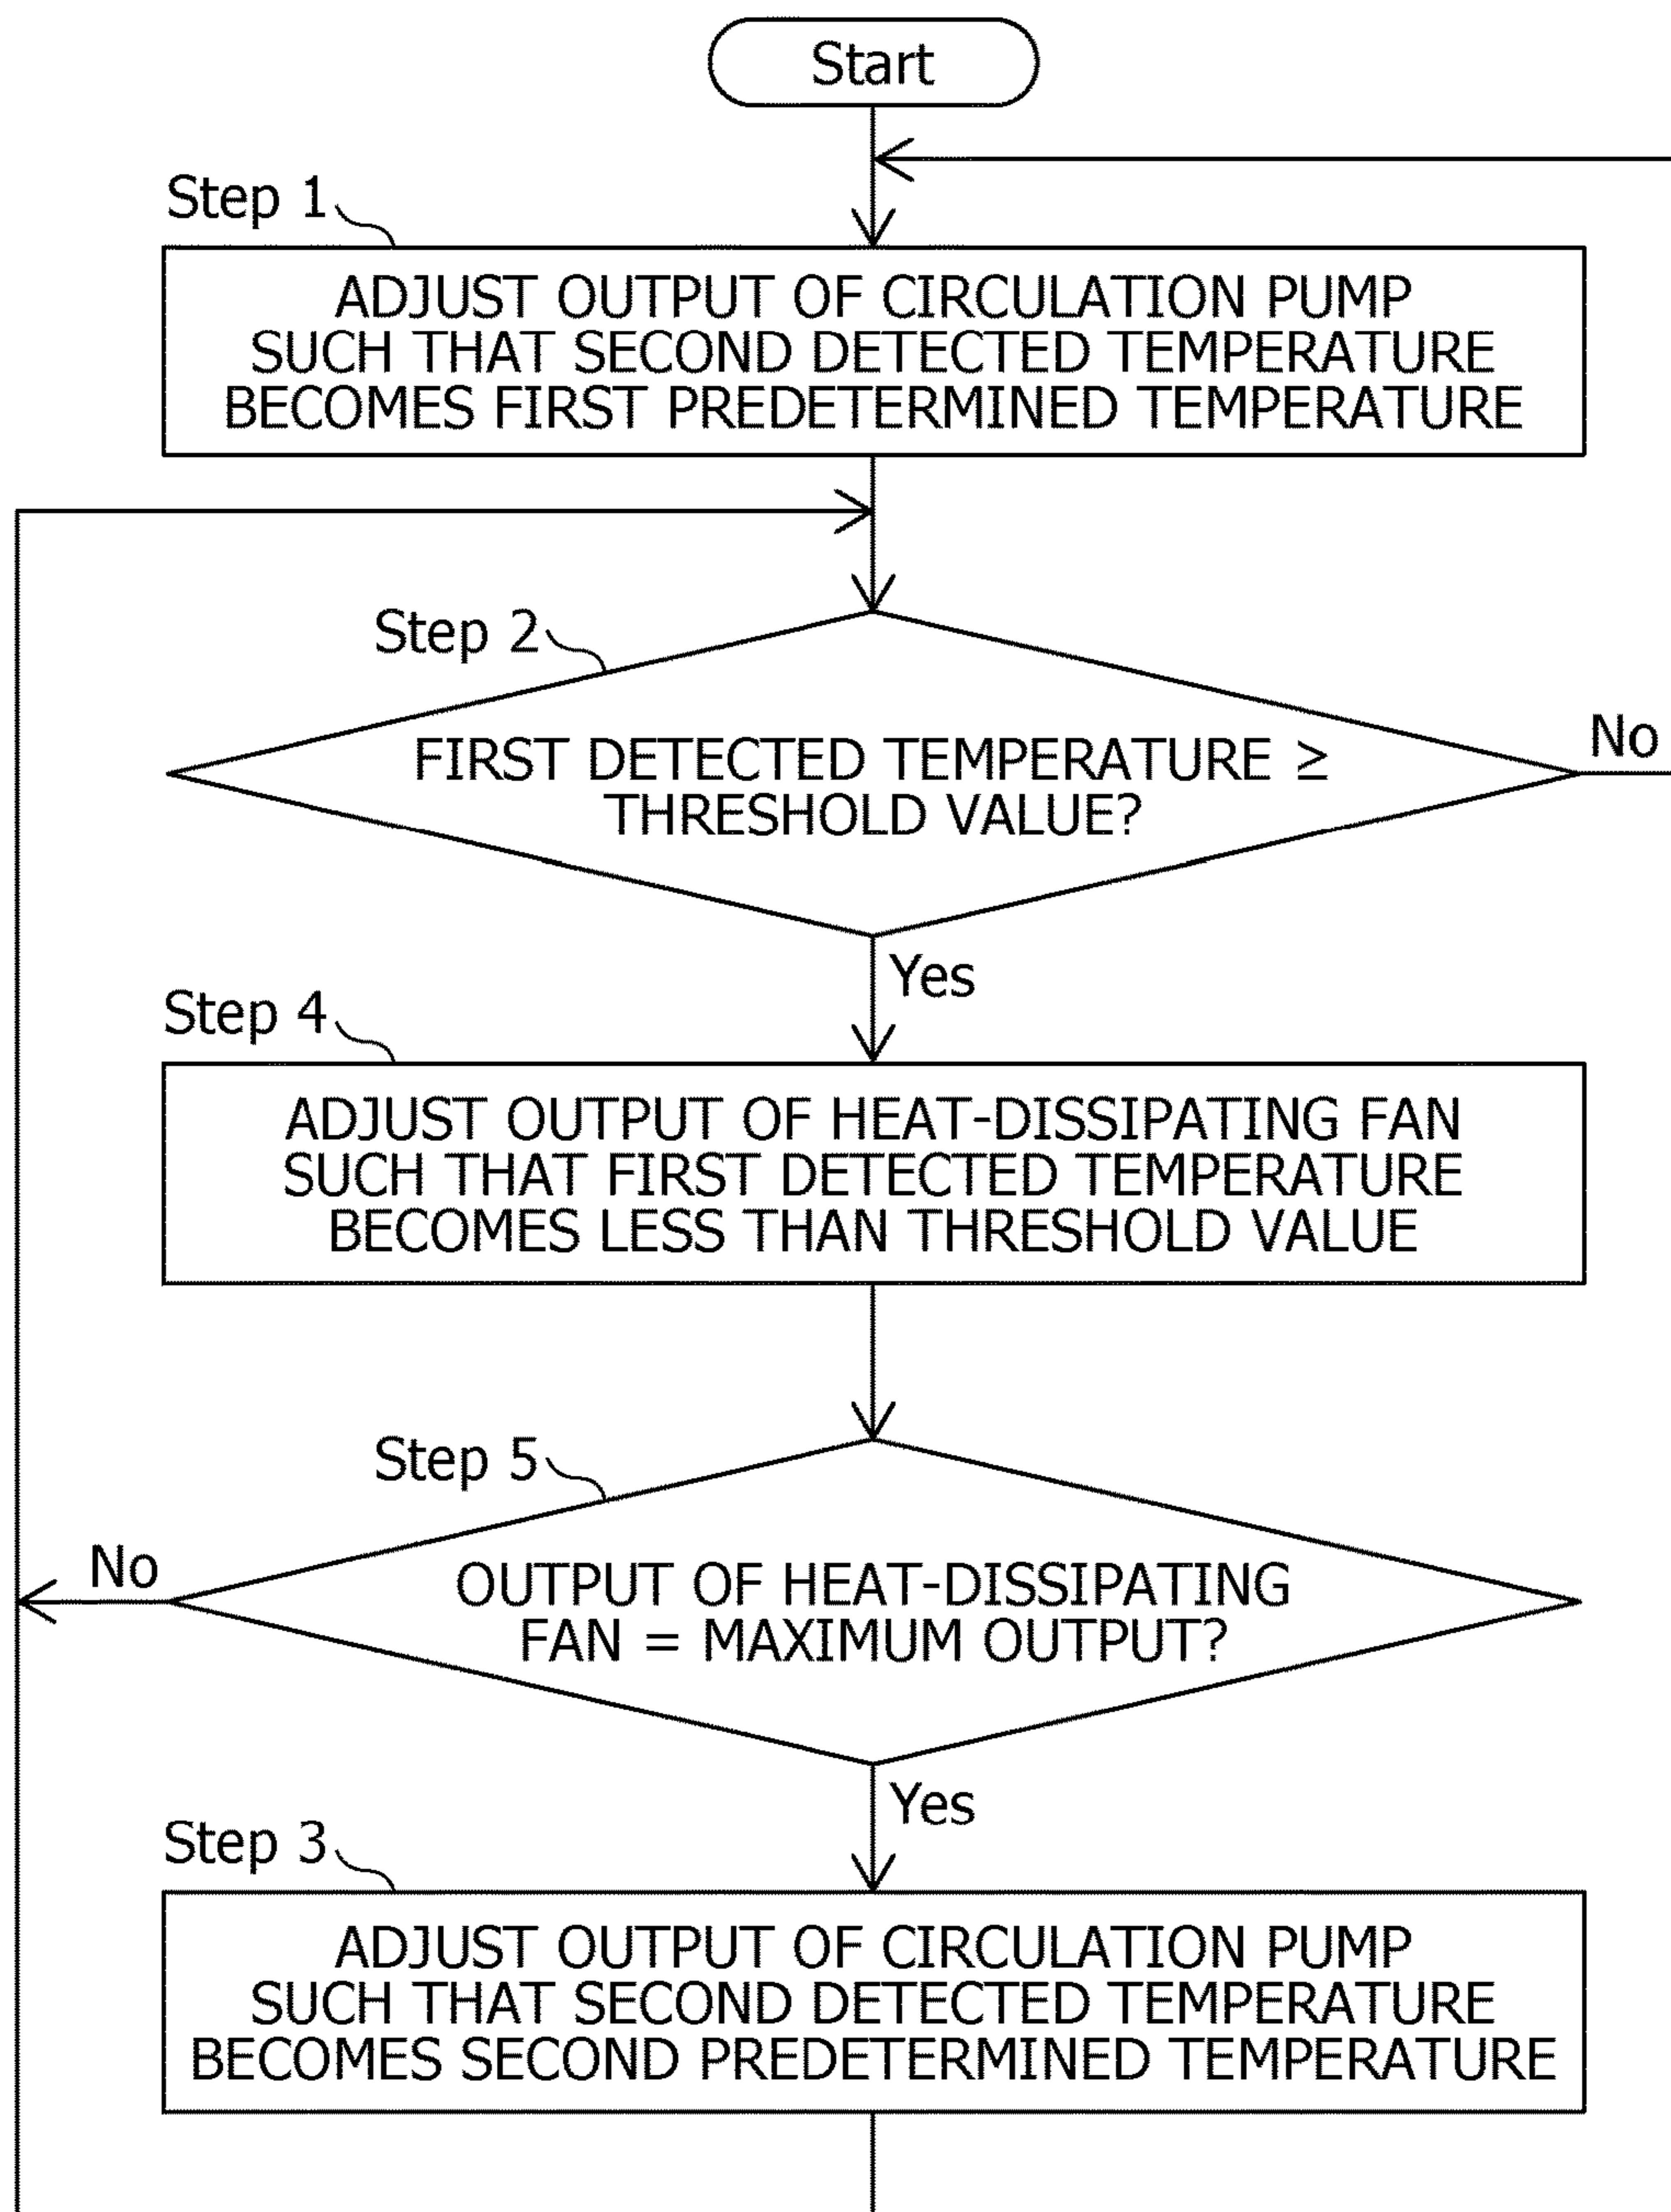 Start
Step 1
ADJUST OUTPUT OF CIRCULATION PUMP
SUCH THAT SECOND DETECTED TEMPERATURE
BECOMES FIRST PREDETERMINED TEMPERATURE
Step 2
FIRST DETECTED TEMPERATURE ≥
THRESHOLD VALUE?
No
Yes
Step 4
ADJUST OUTPUT OF HEAT-DISSIPATING FAN
SUCH THAT FIRST DETECTED TEMPERATURE
BECOMES LESS THAN THRESHOLD VALUE
Step 5
No
OUTPUT OF HEAT-DISSIPATING
FAN = MAXIMUM OUTPUT?
Yes
Step 3
ADJUST OUTPUT OF CIRCULATION PUMP
SUCH THAT SECOND DETECTED TEMPERATURE
BECOMES SECOND PREDETERMINED TEMPERATURE